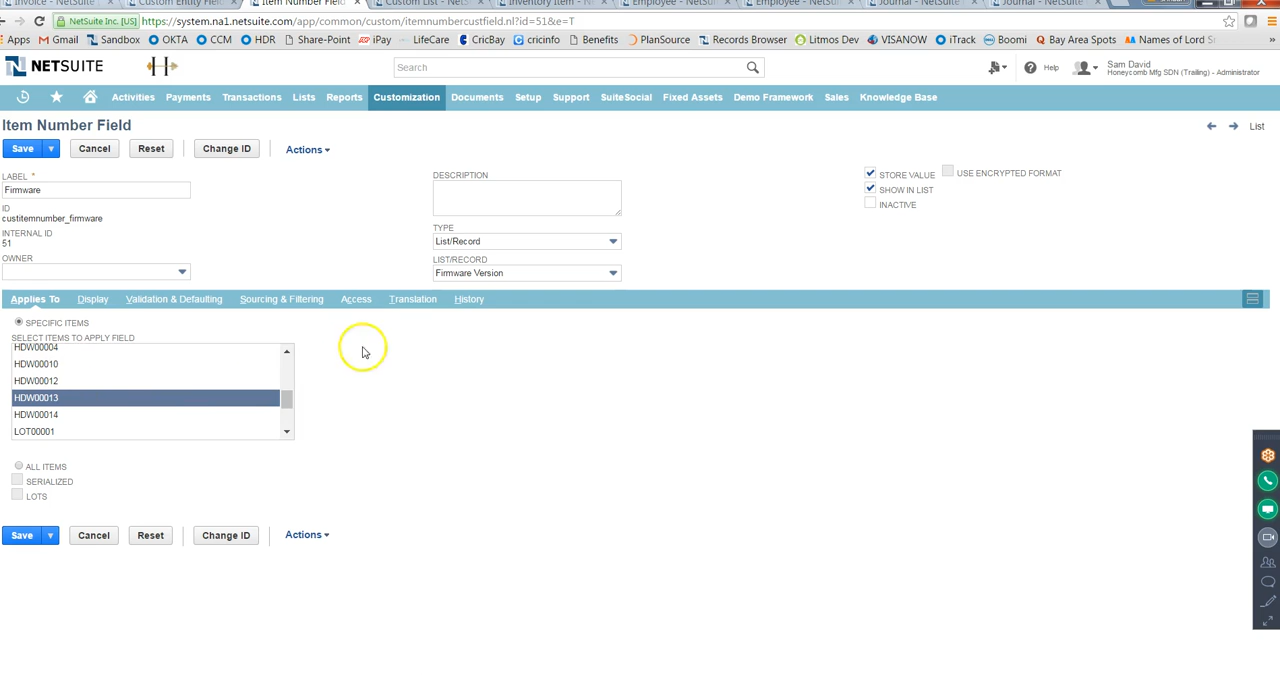 Invoice - NetSuite
Custom Entity Fiel
Item Number Field
Custom List - NetS
Inventory Item - N
Employee - NetSui
Employee - NetSui
Journal - NetSuite
Journal - NetSuite
NetSuite Inc. [US] https://system.na1.netsuite.com/app/common/custom/itemnumbercustfield.nl?id=51&e=T
Apps Gmail Sandbox OKTA CCM HDR Share-Point iPay LifeCare CricBay cricinfo Benefits PlanSource Records Browser Litmos Dev VISANOW iTrack Boomi Bay Area Spots Names of Lord
NETSUITE
H
Search
Help
Sam David
Honeycomb Mfg SDN (Trailing) - Administrator
Activities Payments Transactions Lists Reports Customization Documents Setup Support SuiteSocial Fixed Assets Demo Framework Sales Knowledge Base
Item Number Field
List
Save Cancel Reset Change ID Actions
LABEL *
Firmware
ID
custitemnumber_firmware
INTERNAL ID
51
OWNER
DESCRIPTION
TYPE
List/Record
LIST/RECORD
Firmware Version
STORE VALUE
USE ENCRYPTED FORMAT
SHOW IN LIST
INACTIVE
Applies To Display Validation & Defaulting Sourcing & Filtering Access Translation History
SPECIFIC ITEMS
SELECT ITEMS TO APPLY FIELD
HDW00004
HDW00010
HDW00012
HDW00013
HDW00014
LOT00001
ALL ITEMS
SERIALIZED
LOTS
Save Cancel Reset Change ID Actions